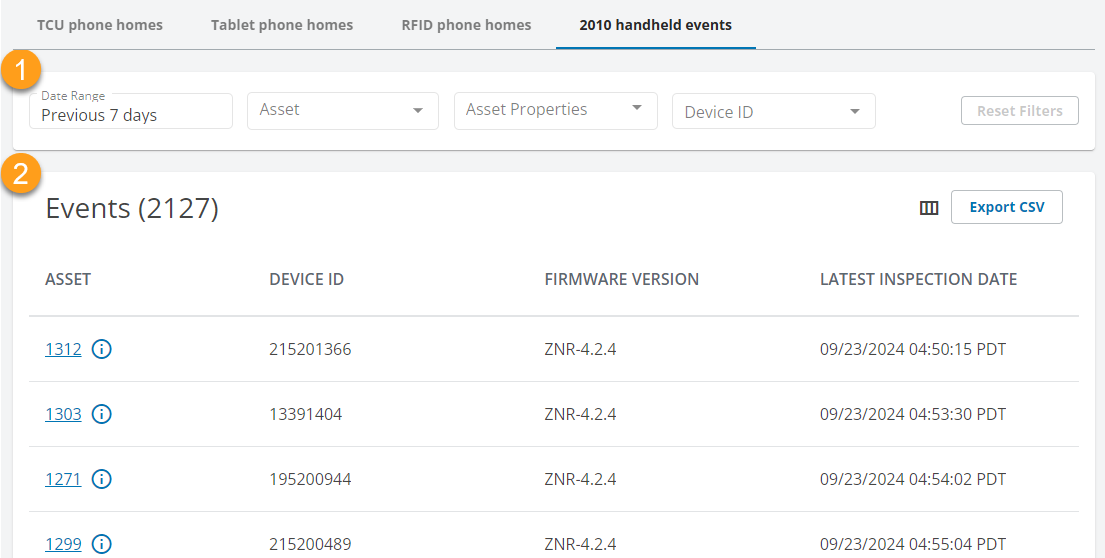 TCU phone homes Tablet phone homes RFID phone homes 2010 handheld events
1
Date Range
Previous 7 days Asset Asset Properties Device ID Reset Filters
2
Events (2127) Export CSV
ASSET DEVICE ID FIRMWARE VERSION LATEST INSPECTION DATE
1312 215201366 ZNR-4.2.4 09/23/2024 04:50:15 PDT
1303 13391404 ZNR-4.2.4 09/23/2024 04:53:30 PDT
1271 195200944 ZNR-4.2.4 09/23/2024 04:54:02 PDT
1299 215200489 ZNR-4.2.4 09/23/2024 04:55:04 PDT